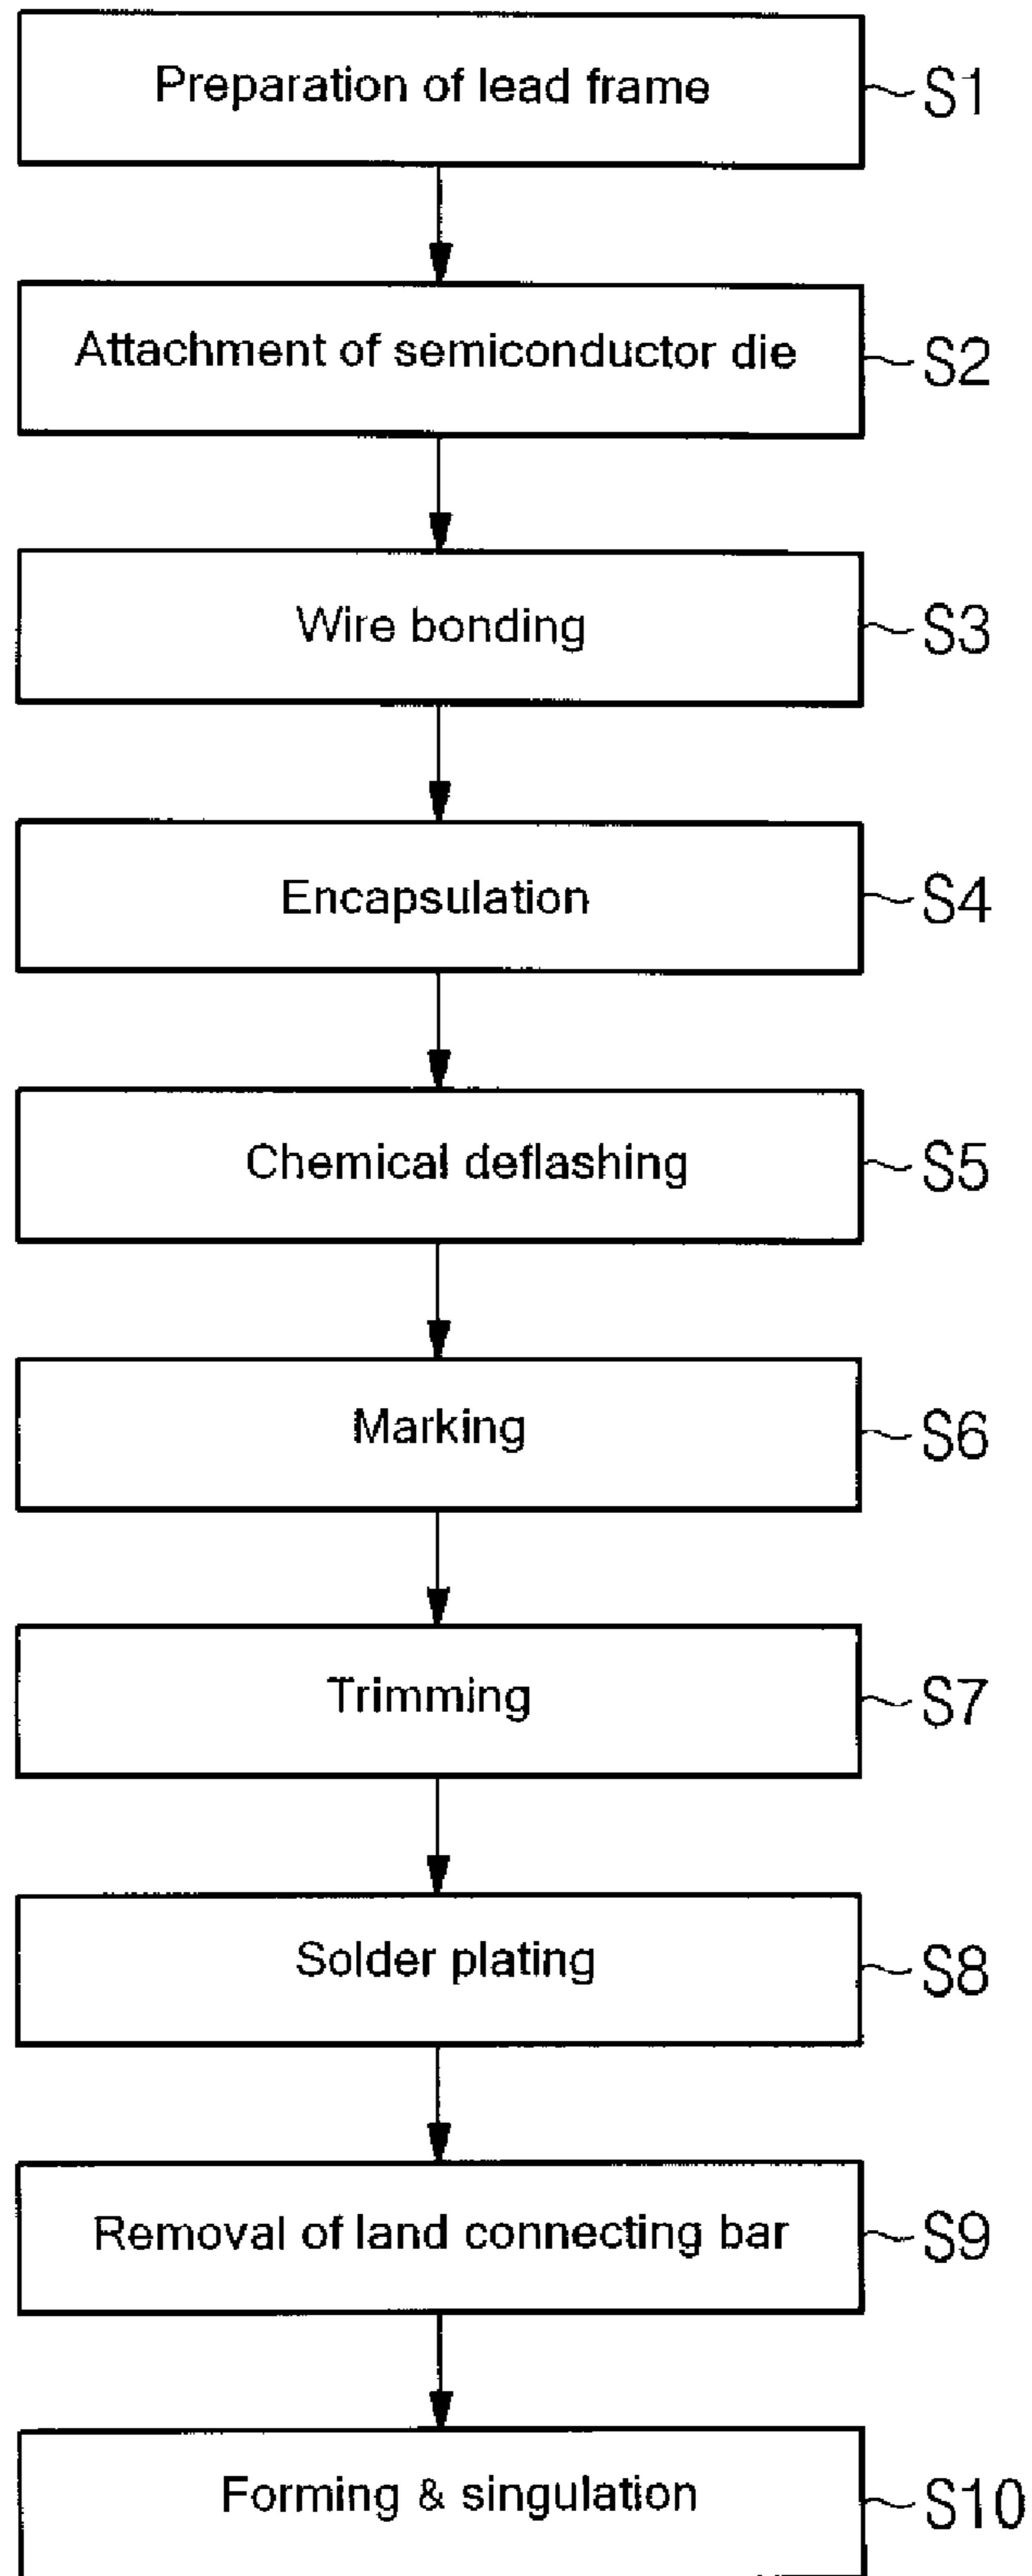 Preparation of lead frame S1
Attachment of semiconductor die S2
Wire bonding S3
Encapsulation S4
Chemical deflashing S5
Marking S6
Trimming S7
Solder plating S8
Removal of land connecting bar S9
Forming & singulation S10